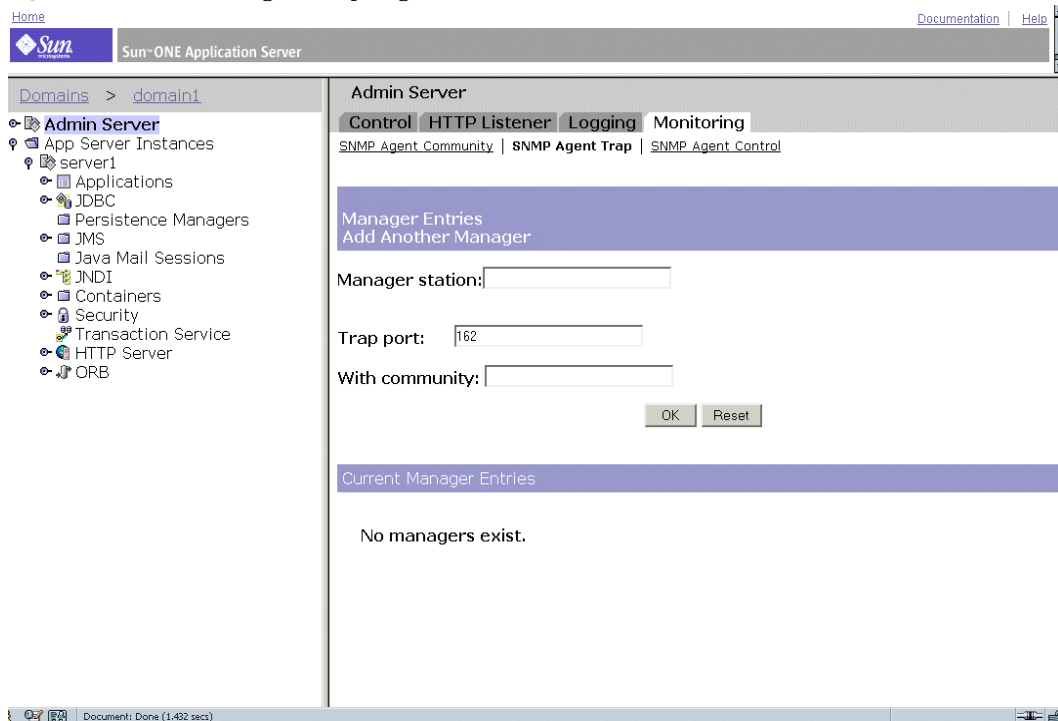 Home
Documentation | Help
Sun
microsystems
Sun™ ONE Application Server
Domains > domain1
Admin Server
App Server Instances
server1
Applications
JDBC
Persistence Managers
JMS
Java Mail Sessions
JNDI
Containers
Security
Transaction Service
HTTP Server
ORB
Admin Server
Control HTTP Listener Logging Monitoring
SNMP Agent Community | SNMP Agent Trap | SNMP Agent Control
Manager Entries
Add Another Manager
Manager station:
Trap port: 162
With community:
OK Reset
Current Manager Entries
No managers exist.
Document: Done (1.432 secs)